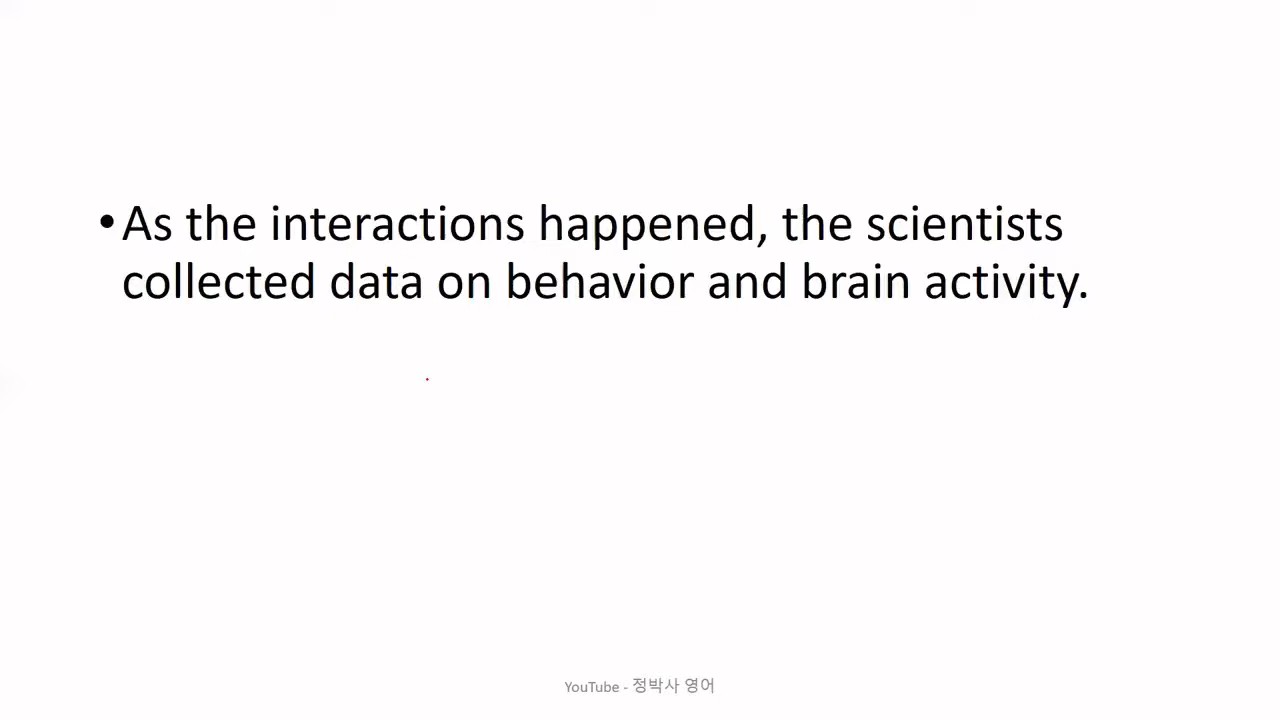 •As the interactions happened, the scientists
collected data on behavior and brain activity.
YouTube - 정박사 영어